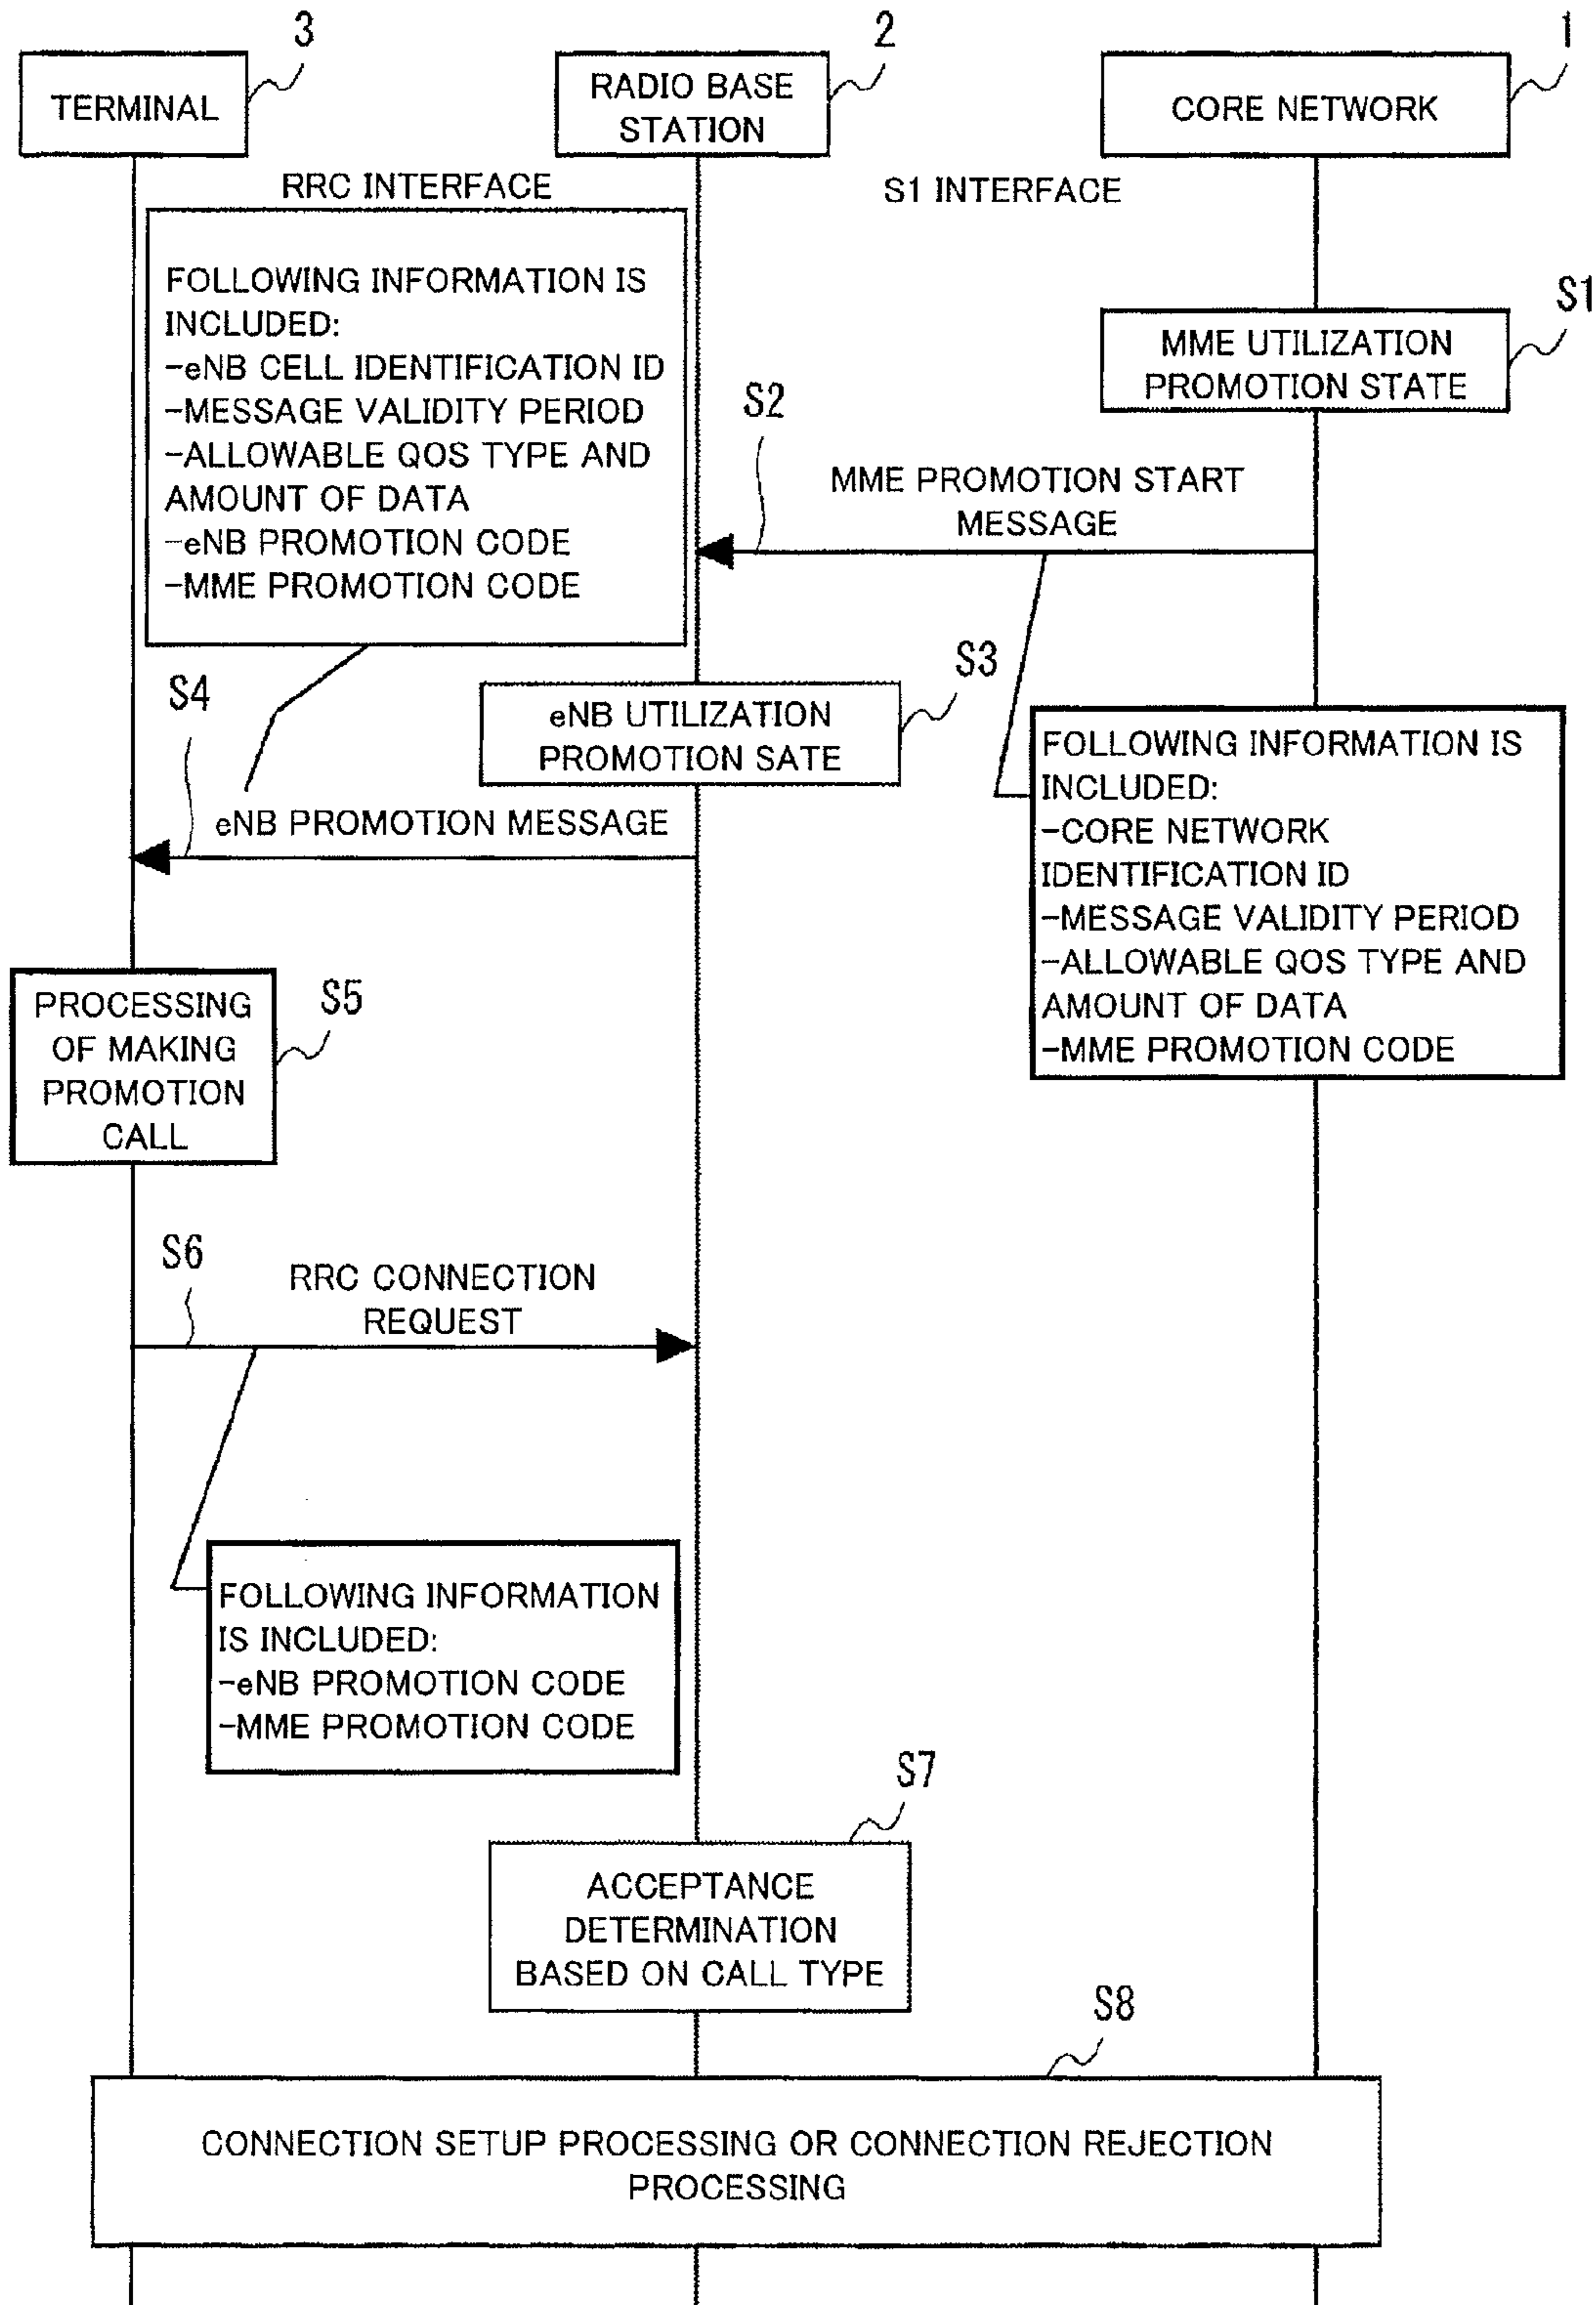 3
2
1
TERMINAL
RADIO BASE
STATION
CORE NETWORK
RRC INTERFACE
S1 INTERFACE
FOLLOWING INFORMATION IS
INCLUDED:
-eNB CELL IDENTIFICATION ID
-MESSAGE VALIDITY PERIOD
-ALLOWABLE QOS TYPE AND
AMOUNT OF DATA
-eNB PROMOTION CODE
-MME PROMOTION CODE
S1
MME UTILIZATION
PROMOTION STATE
S2
MME PROMOTION START
MESSAGE
S3
eNB UTILIZATION
PROMOTION SATE
FOLLOWING INFORMATION IS
INCLUDED:
-CORE NETWORK
IDENTIFICATION ID
-MESSAGE VALIDITY PERIOD
-ALLOWABLE QOS TYPE AND
AMOUNT OF DATA
-MME PROMOTION CODE
S4
eNB PROMOTION MESSAGE
PROCESSING
OF MAKING
PROMOTION
CALL
S5
S6
RRC CONNECTION
REQUEST
FOLLOWING INFORMATION
IS INCLUDED:
-eNB PROMOTION CODE
-MME PROMOTION CODE
S7
ACCEPTANCE
DETERMINATION
BASED ON CALL TYPE
S8
CONNECTION SETUP PROCESSING OR CONNECTION REJECTION
PROCESSING